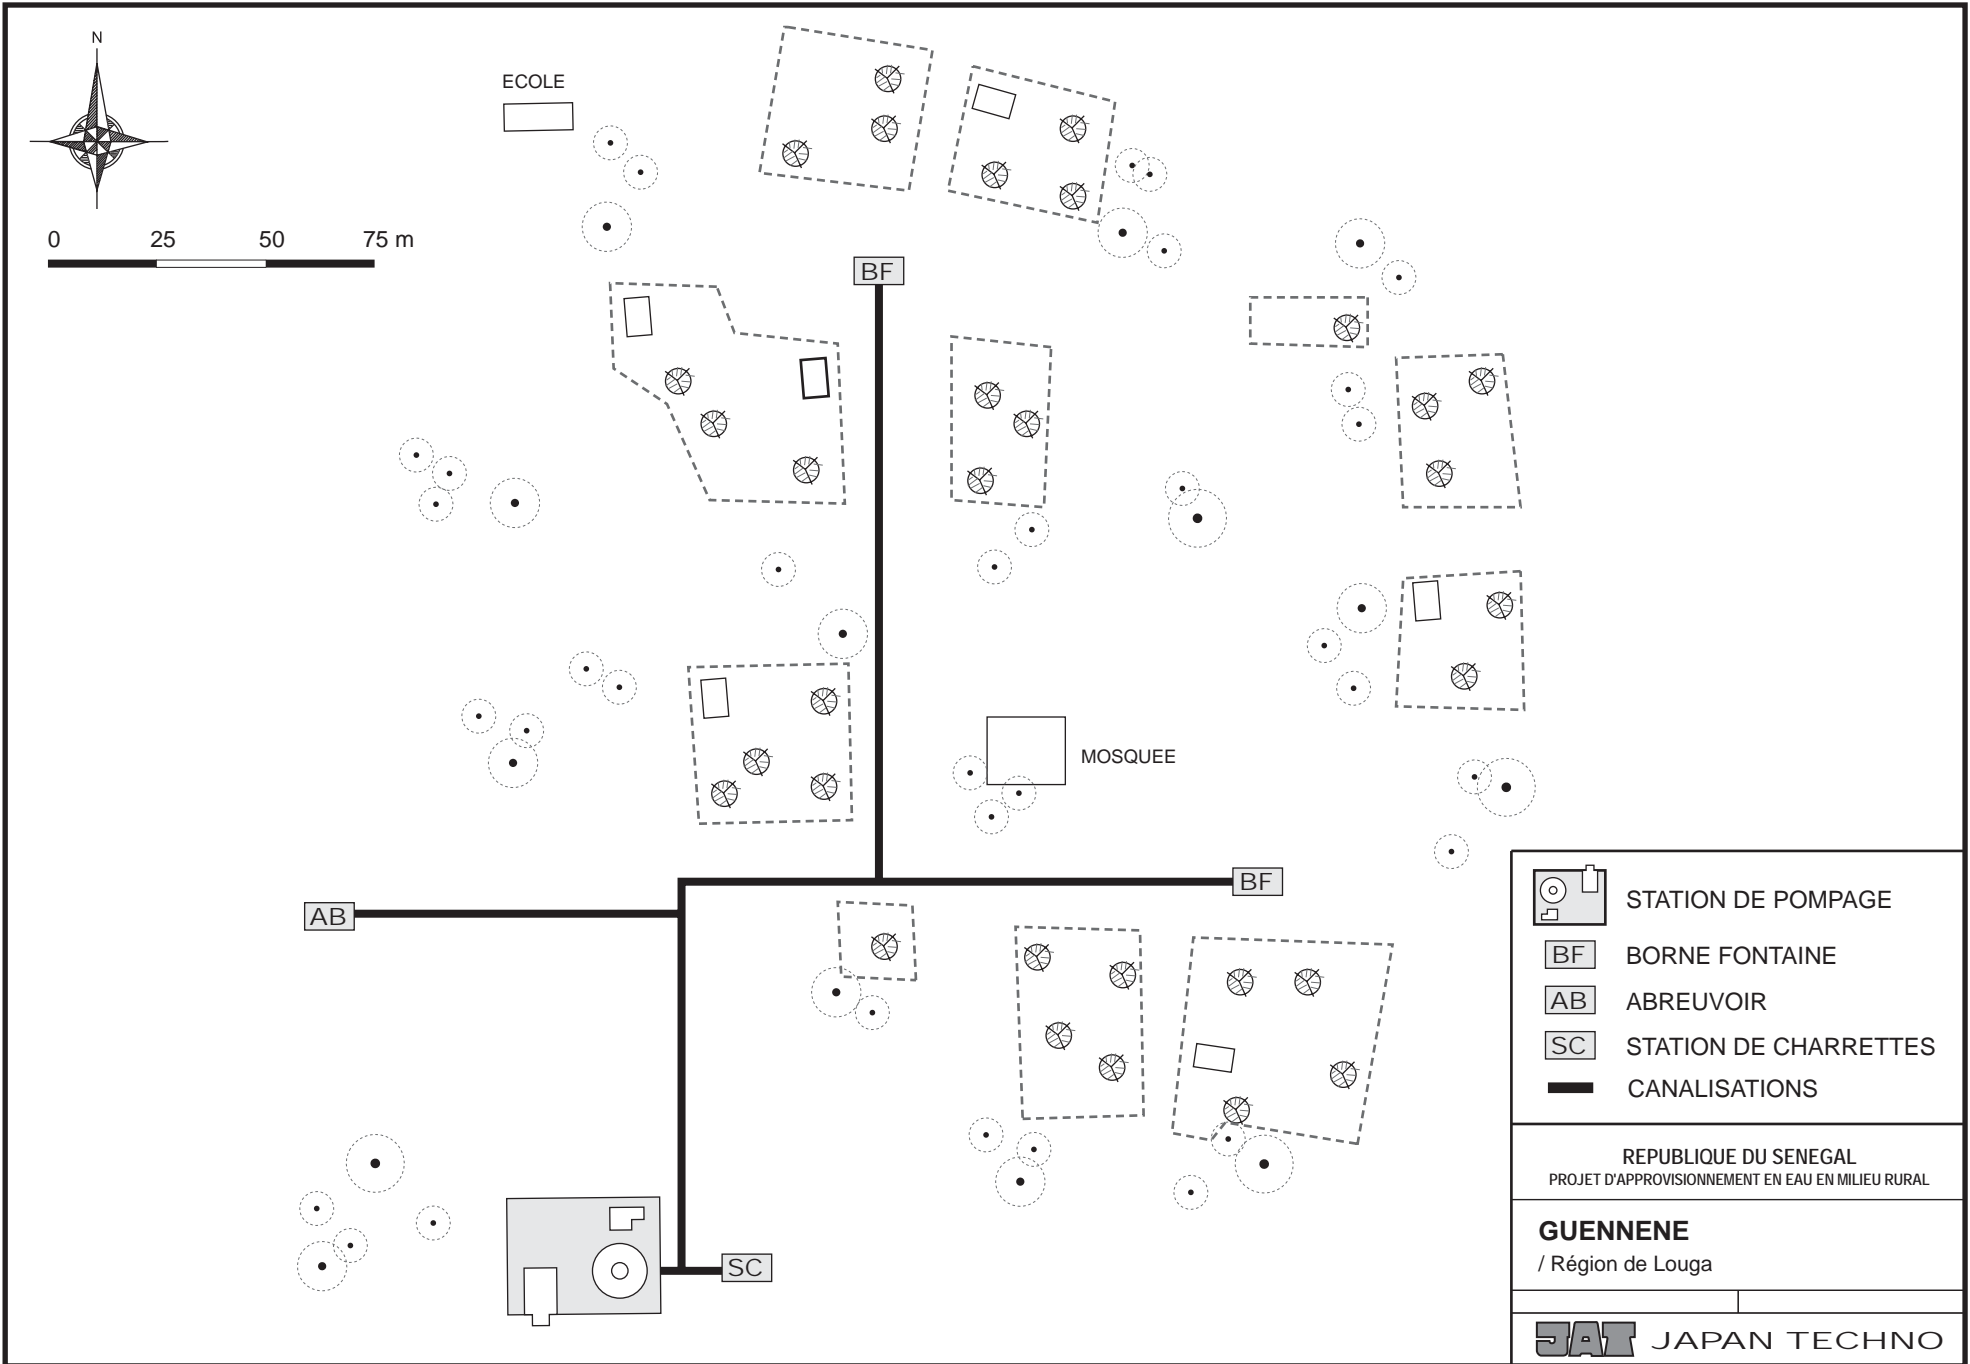 N
ECOLE
0 25 50 75 m
BF
MOSQUEE
BF
AB
SC
STATION DE POMPAGE
BF BORNE FONTAINE
AB ABREUVOIR
SC STATION DE CHARRETTES
CANALISATIONS
REPUBLIQUE DU SENEGAL
PROJET D'APPROVISIONNEMENT EN EAU EN MILIEU RURAL
GUENNENE
/ Région de Louga
JAT JAPAN TECHNO